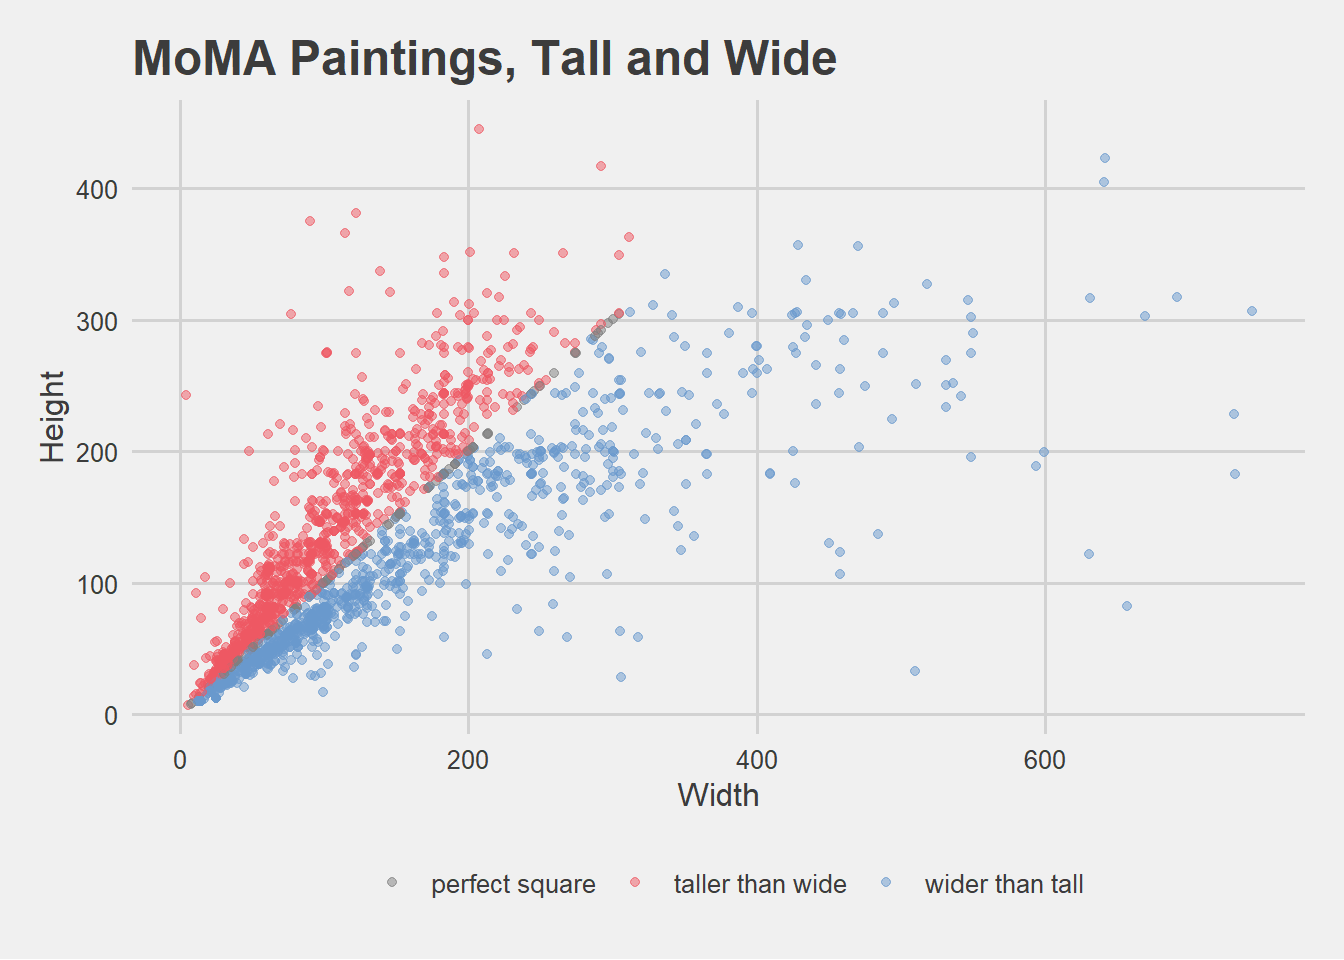 MoMA Paintings, Tall and Wide
Height
400
300
200
100
0
0 200 400 600
Width
perfect square taller than wide wider than tall